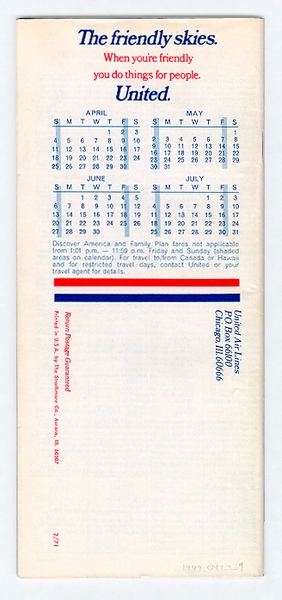 The friendly skies.
When you're friendly
you do things for people.
United.
APRIL
S M T W T F S
1 2 3
4 5 6 7 8 9 10
11 12 13 14 15 16 17
18 19 20 21 22 23 24
25 26 27 28 29 30
MAY
S M T W T F S
1
2 3 4 5 6 7 8
9 10 11 12 13 14 15
16 17 18 19 20 21 22
23 24 25 26 27 28 29
30 31
JUNE
S M T W T F S
1 2 3 4 5
6 7 8 9 10 11 12
13 14 15 16 17 18 19
20 21 22 23 24 25 26
27 28 29 30
JULY
S M T W T F S
1 2 3
4 5 6 7 8 9 10
11 12 13 14 15 16 17
18 19 20 21 22 23 24
25 26 27 28 29 30 31
Discover America and Family Plan fares not applicable
from 1:01 p.m. — 11:59 p.m. Friday and Sunday (shaded
areas on calendar). For travel to/from Canada or Hawaii
and for restricted travel days, contact United or your
travel agent for details.
United Air Lines
P.O. Box 66100
Chicago, Ill. 60666
Return Postage Guaranteed
Printed in U.S.A. by The Strathmore Co., Aurora, Ill. 60507
2/71